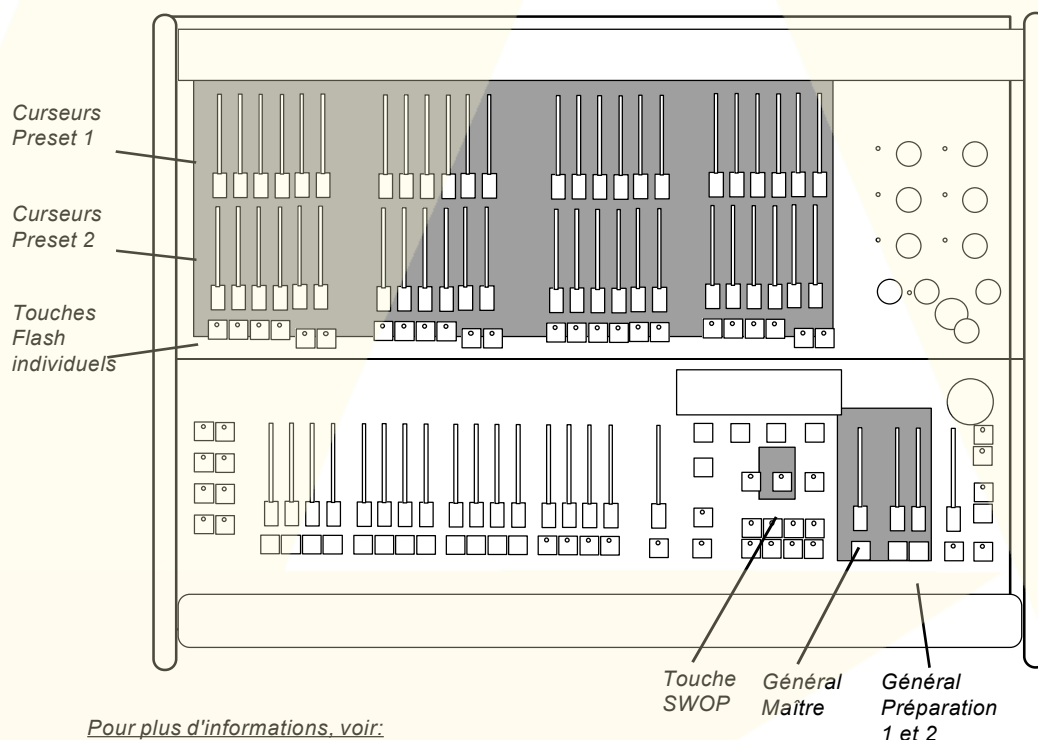 Curseurs
Preset 1
Curseurs
Preset 2
Touches
Flash
individuels
Touche
SWOP
Général
Maître
Général
Préparation
1 et 2
Pour plus d'informations, voir: